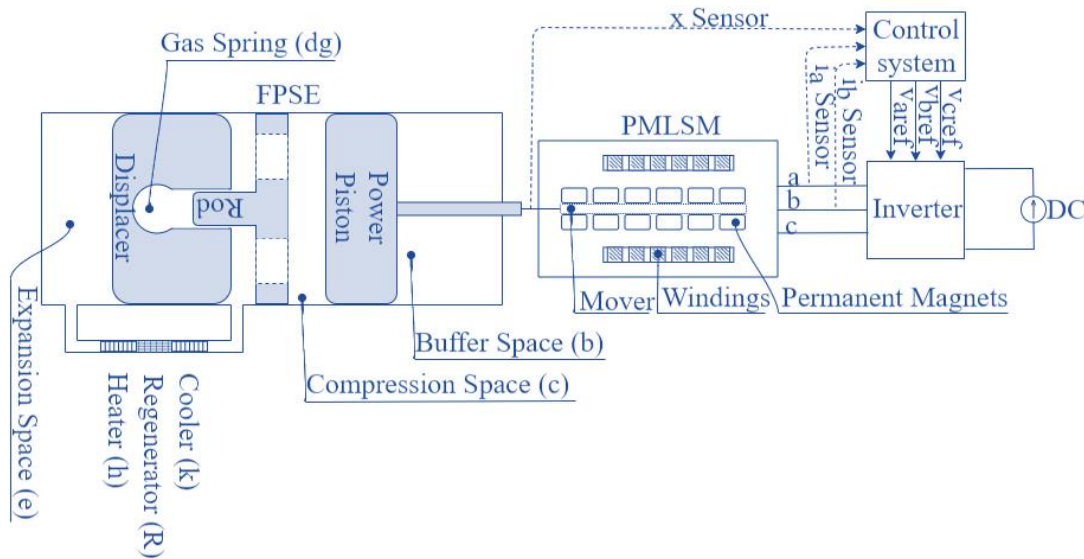 x Sensor
Control
system
Gas Spring (dg)
FPSE
ia Sensor
ib Sensor
varef
vbref
vcref
PMLSM
Displacer
Rod
Power
Piston
a
b
c
Inverter
DC
Mover
Windings
Permanent Magnets
Buffer Space (b)
Compression Space (c)
Expansion Space (e)
Cooler (k)
Regenerator (R)
Heater (h)